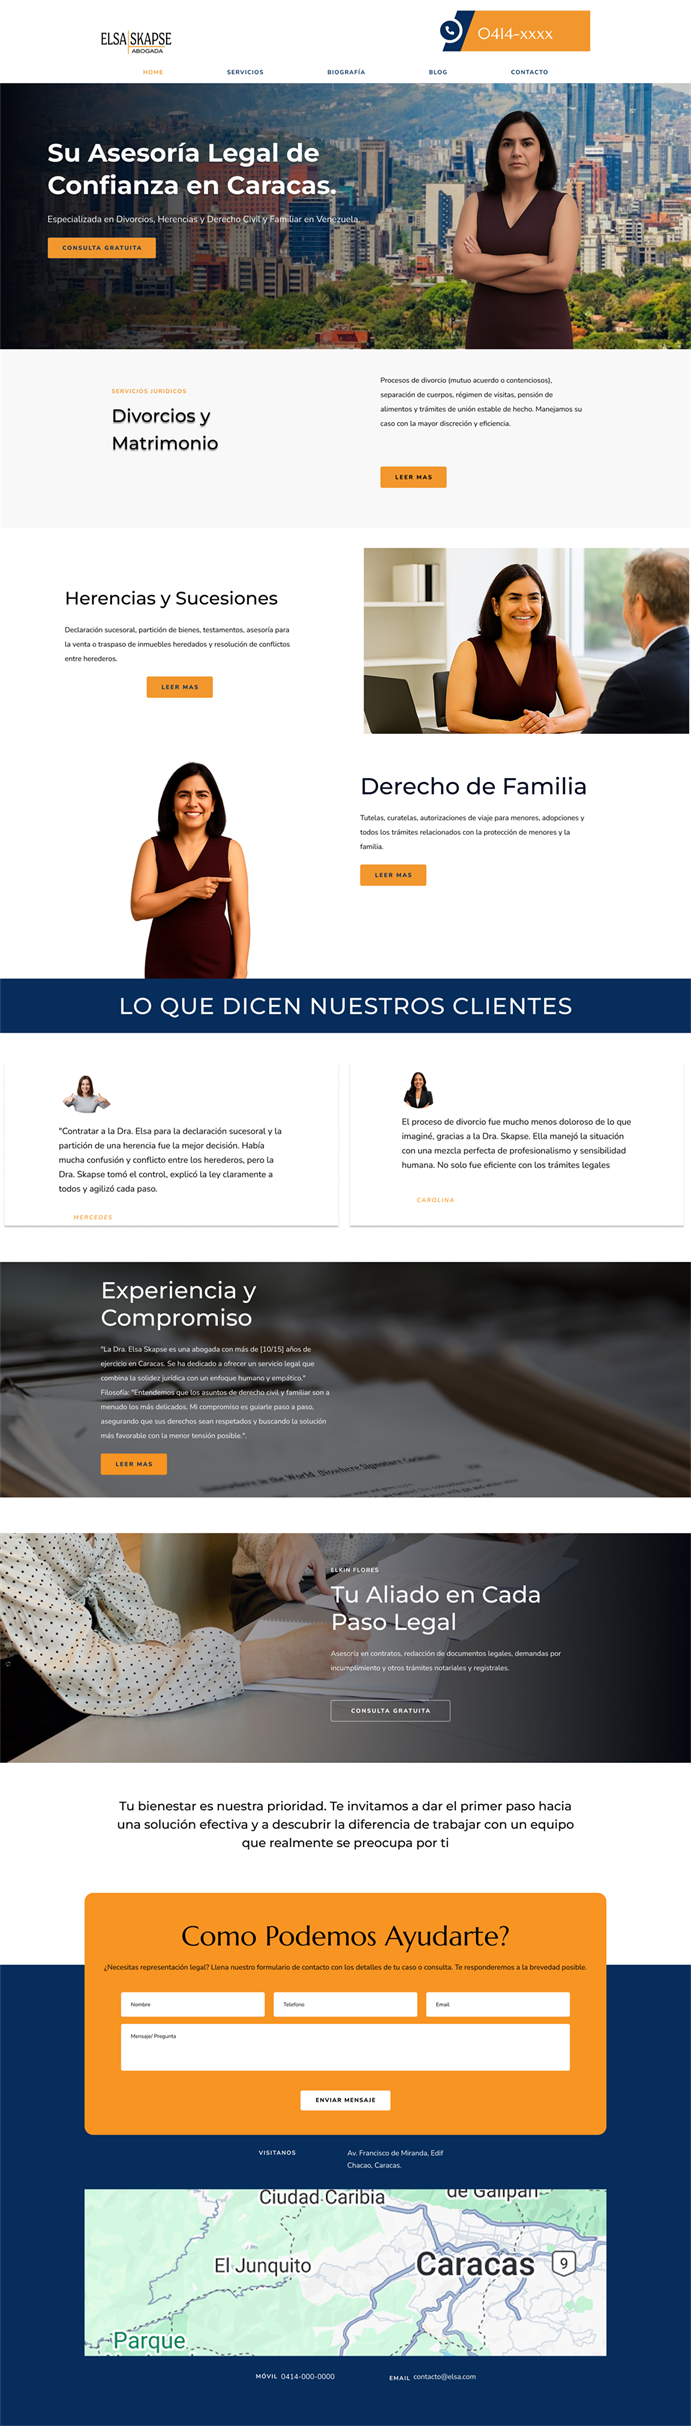 ELSA SKAPSE
ABOGADA
0414-xxxx
HOME SERVICIOS BIOGRAFÍA BLOG CONTACTO
Su Asesoría Legal de
Confianza en Caracas.
Especializada en Divorcios, Herencias y Derecho Civil y Familiar en Venezuela.
CONSULTA GRATUITA
SERVICIOS JURIDICOS
Divorcios y
Matrimonio
Procesos de divorcio (mutuo acuerdo o contenciosos),
separación de cuerpos, régimen de visitas, pensión de
alimentos y trámites de unión estable de hecho. Manejamos su
caso con la mayor discreción y eficiencia.
LEER MAS
Herencias y Sucesiones
Declaración sucesoral, partición de bienes, testamentos, asesoría para
la venta o traspaso de inmuebles heredados y resolución de conflictos
entre herederos.
LEER MAS
Derecho de Familia
Tutelas, curatelas, autorizaciones de viaje para menores, adopciones y
todos los trámites relacionados con la protección de menores y la
familia.
LEER MAS
LO QUE DICEN NUESTROS CLIENTES
"Contratar a la Dra. Elsa para la declaración sucesoral y la
partición de una herencia fue la mejor decisión. Había
mucha confusión y conflicto entre los herederos, pero la
Dra. Skapse tomó el control, explicó la ley claramente a
todos y agilizó cada paso.
MERCEDES
El proceso de divorcio fue mucho menos doloroso de lo que
imaginé, gracias a la Dra. Skapse. Ella manejó la situación
con una mezcla perfecta de profesionalismo y sensibilidad
humana. No solo fue eficiente con los trámites legales
CAROLINA
Experiencia y
Compromiso
"La Dra. Elsa Skapse es una abogada con más de [10/15] años de
ejercicio en Caracas. Se ha dedicado a ofrecer un servicio legal que
combina la solidez jurídica con un enfoque humano y empático."
Filosofía: "Entendemos que los asuntos de derecho civil y familiar son a
menudo los más delicados. Mi compromiso es guiarle paso a paso,
asegurando que sus derechos sean respetados y buscando la solución
más favorable con la menor tensión posible.".
LEER MAS
ELKIN FLORES
Tu Aliado en Cada
Paso Legal
Asesoría en contratos, redacción de documentos legales, demandas por
incumplimiento y otros trámites notariales y registrales.
CONSULTA GRATUITA
Tu bienestar es nuestra prioridad. Te invitamos a dar el primer paso hacia
una solución efectiva y a descubrir la diferencia de trabajar con un equipo
que realmente se preocupa por ti
Como Podemos Ayudarte?
¿Necesitas representación legal? Llena nuestro formulario de contacto con los detalles de tu caso o consulta. Te responderemos a la brevedad posible.
Nombre Telefono Email
Mensaje/ Pregunta
ENVIAR MENSAJE
VISITANOS
Av. Francisco de Miranda, Edif
Chacao, Caracas.
Ciudad Caribia
de Galipán
El Junquito
Caracas
9
Parque
MÓVIL 0414-000-0000
EMAIL contacto@elsa.com